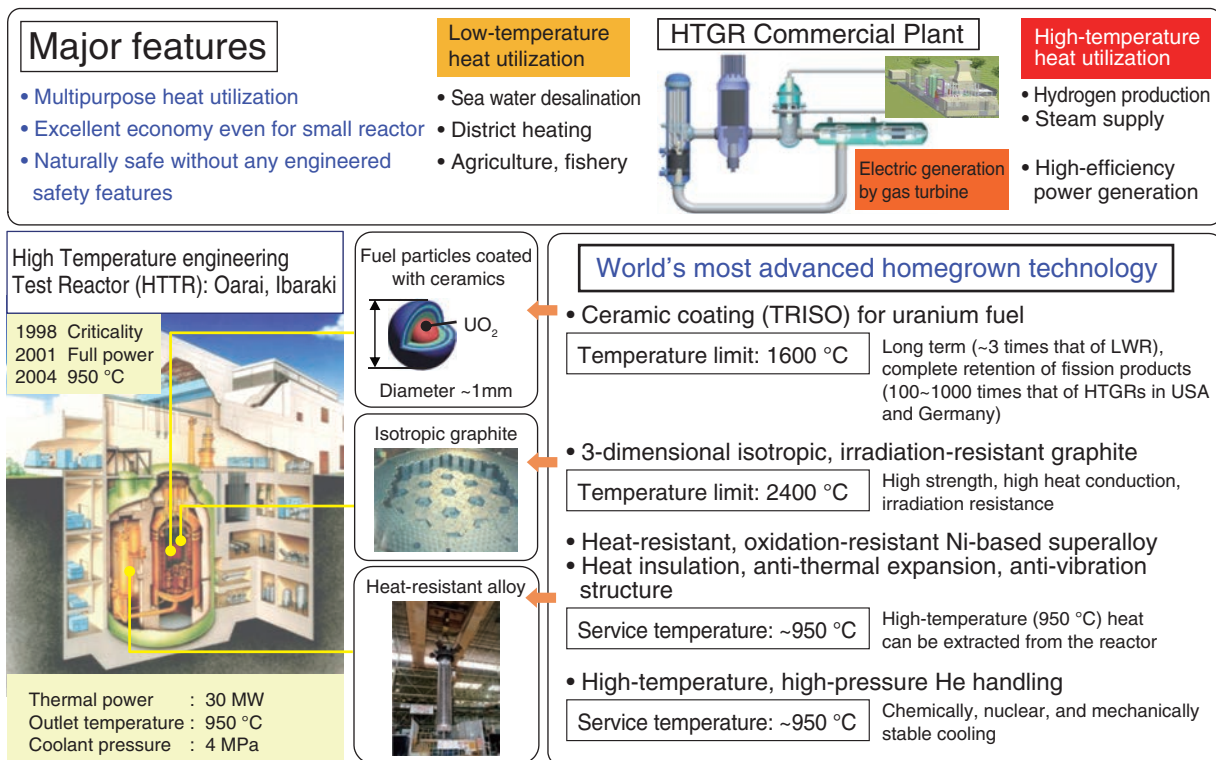 Major features
• Multipurpose heat utilization
• Excellent economy even for small reactor
• Naturally safe without any engineered
safety features
Low-temperature
heat utilization
• Sea water desalination
• District heating
• Agriculture, fishery
HTGR Commercial Plant
Electric generation
by gas turbine
High-temperature
heat utilization
• Hydrogen production
• Steam supply
• High-efficiency
power generation
High Temperature engineering
Test Reactor (HTTR): Oarai, Ibaraki
1998 Criticality
2001 Full power
2004 950 °C
Thermal power : 30 MW
Outlet temperature : 950 °C
Coolant pressure : 4 MPa
Fuel particles coated
with ceramics
UO₂
Diameter ~1mm
Isotropic graphite
Heat-resistant alloy
World's most advanced homegrown technology
• Ceramic coating (TRISO) for uranium fuel
Temperature limit: 1600 °C
Long term (~3 times that of LWR),
complete retention of fission products
(100~1000 times that of HTGRs in USA
and Germany)
• 3-dimensional isotropic, irradiation-resistant graphite
Temperature limit: 2400 °C
High strength, high heat conduction,
irradiation resistance
• Heat-resistant, oxidation-resistant Ni-based superalloy
• Heat insulation, anti-thermal expansion, anti-vibration
structure
Service temperature: ~950 °C
High-temperature (950 °C) heat
can be extracted from the reactor
• High-temperature, high-pressure He handling
Service temperature: ~950 °C
Chemically, nuclear, and mechanically
stable cooling